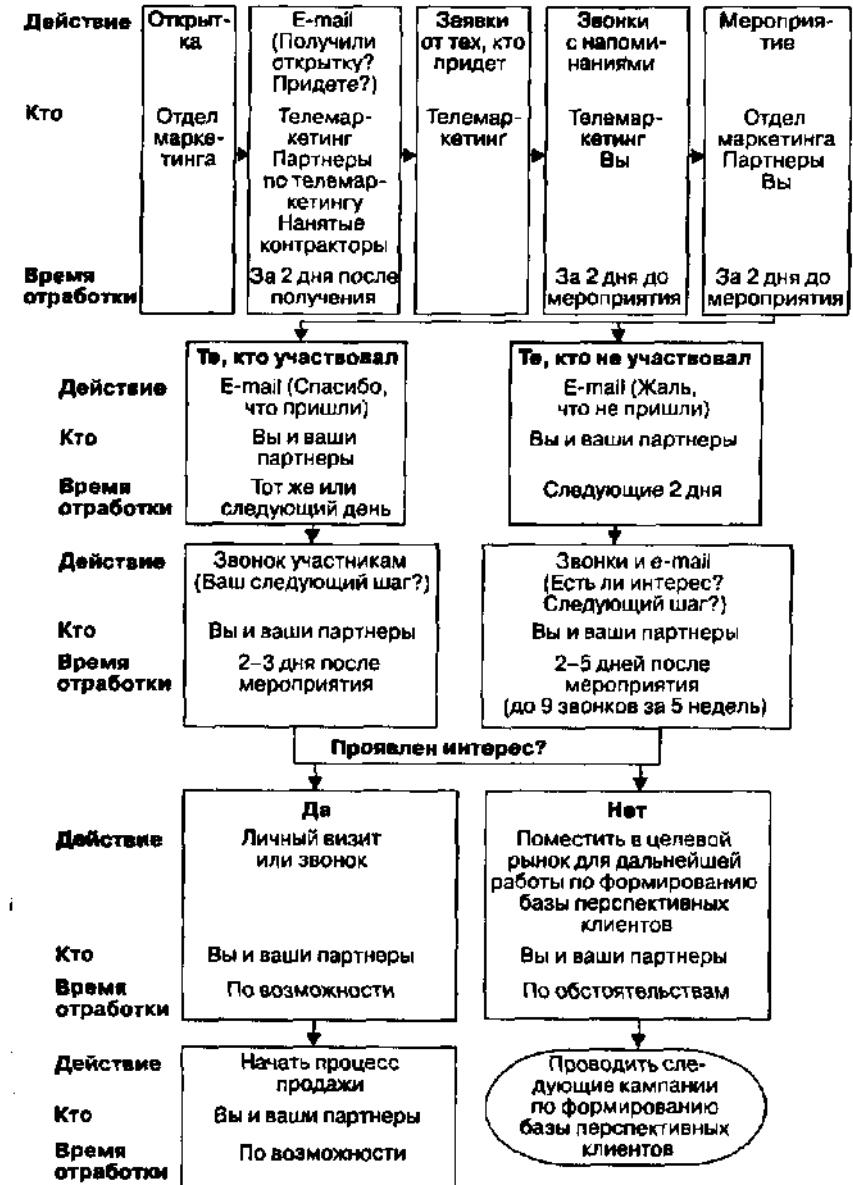 Действие
Открыт-
ка
E-mail
(Получили
открытку?
Придете?)
Заявки
от тех, кто
придет
Звонки
с напоми-
наниями
Мероприя-
тие
Кто
Отдел
марке-
тинга
Телемар-
кетинг
Партнеры
по телемар-
кетингу
Нанятые
контракторы
Телемар-
кетинг
Телемар-
кетинг
Вы
Отдел
маркетинга
Партнеры
Вы
Время
отработки
За 2 дня после
получения
За 2 дня до
мероприятия
За 2 дня до
мероприятия
Те, кто участвовал
Те, кто не участвовал
Действие
E-mail (Спасибо,
что пришли)
E-mail (Жаль,
что не пришли)
Кто
Вы и ваши
партнеры
Вы и ваши партнеры
Время
отработки
Тот же или
следующий день
Следующие 2 дня
Действие
Звонок участникам
(Ваш следующий шаг?)
Звонки и e-mail
(Есть ли интерес?
Следующий шаг?)
Кто
Вы и ваши партнеры
Вы и ваши партнеры
Время
отработки
2–3 дня после
мероприятия
2–5 дней после
мероприятия
(до 9 звонков за 5 недель)
Проявлен интерес?
Да
Нет
Действие
Личный визит
или звонок
Поместить в целевой
рынок для дальнейшей
работы по формированию
базы перспективных
клиентов
Кто
Вы и ваши партнеры
Вы и ваши партнеры
Время
отработки
По возможности
По обстоятельствам
Действие
Начать процесс
продажи
Проводить сле-
дующие кампании
по формированию
базы перспективных
клиентов
Кто
Вы и ваши партнеры
Время
отработки
По возможности